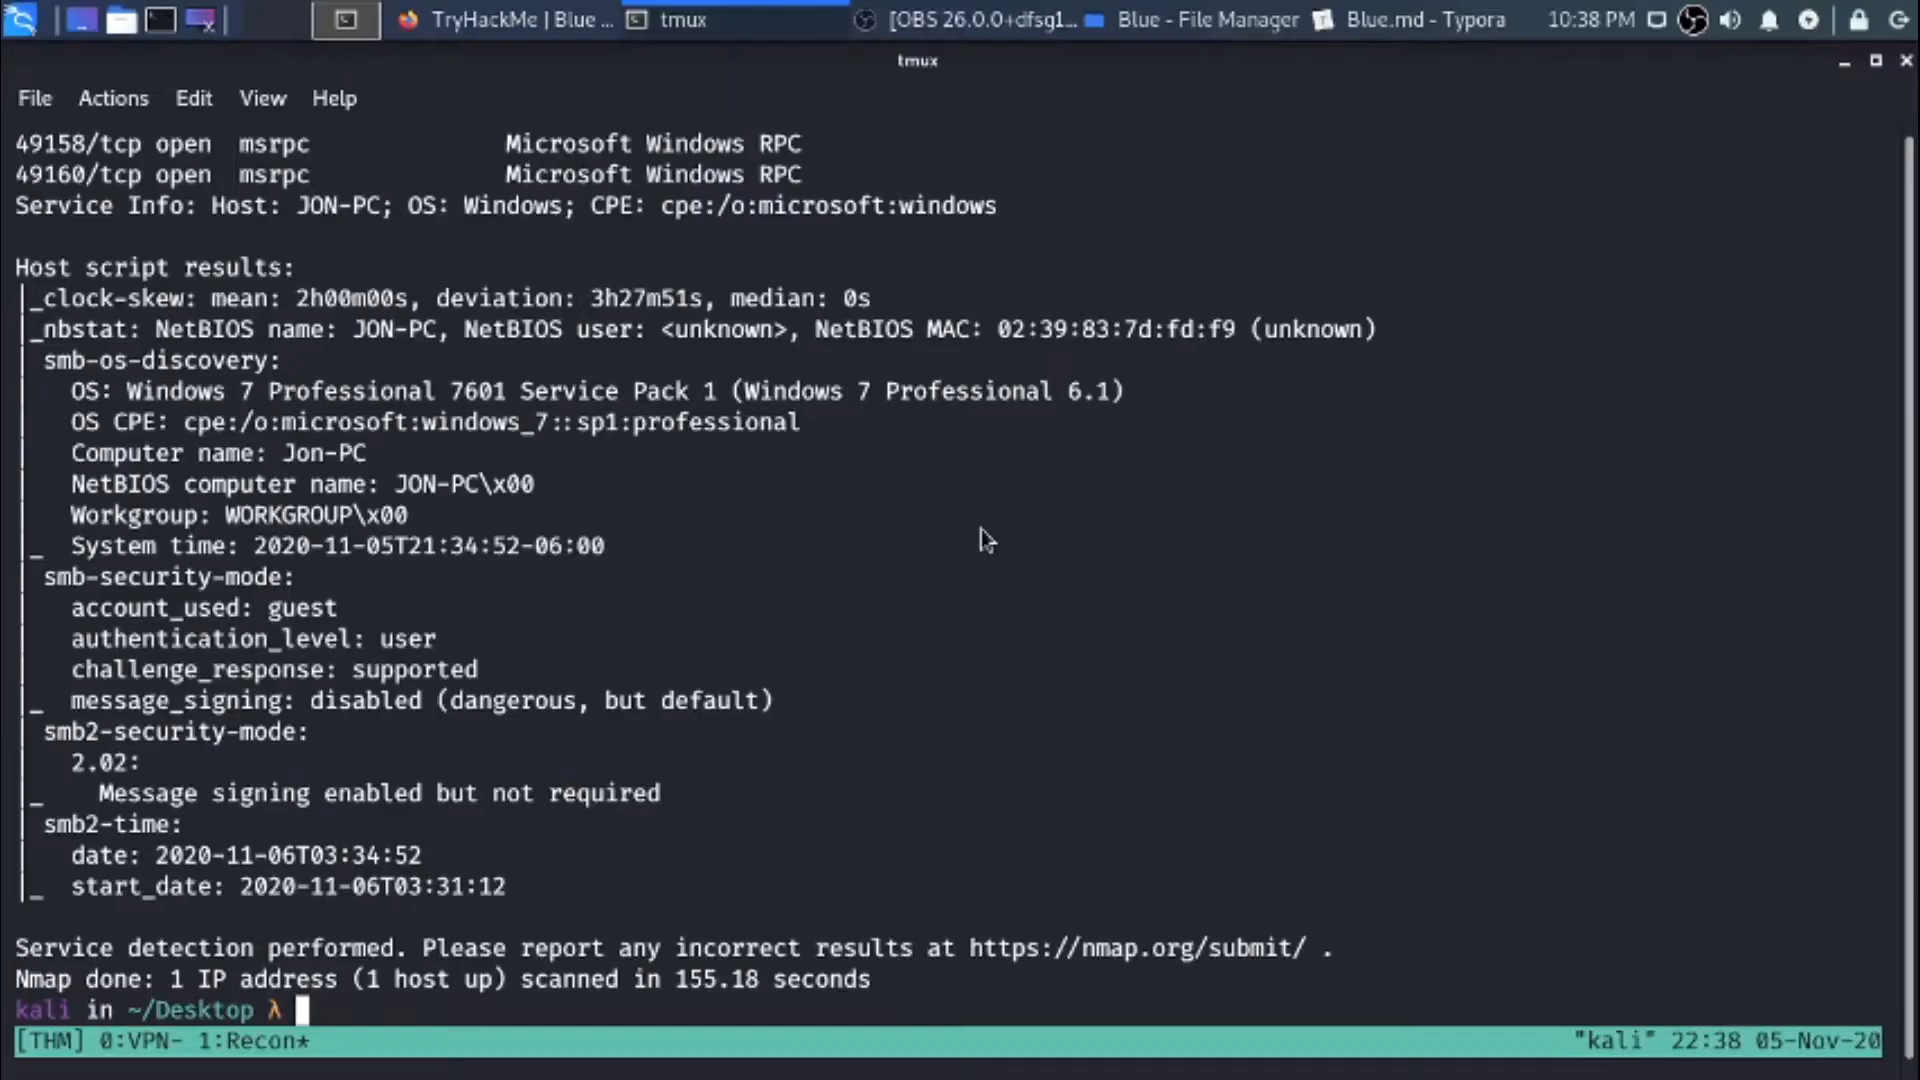 TryHackMe | Blue ... tmux [OBS 26.0.0+dfsg1... Blue - File Manager Blue.md - Typora 10:38 PM
tmux
File Actions Edit View Help
49158/tcp open  msrpc              Microsoft Windows RPC
49160/tcp open  msrpc              Microsoft Windows RPC
Service Info: Host: JON-PC; OS: Windows; CPE: cpe:/o:microsoft:windows
Host script results:
|_clock-skew: mean: 2h00m00s, deviation: 3h27m51s, median: 0s
|_nbstat: NetBIOS name: JON-PC, NetBIOS user: <unknown>, NetBIOS MAC: 02:39:83:7d:fd:f9 (unknown)
| smb-os-discovery:
|   OS: Windows 7 Professional 7601 Service Pack 1 (Windows 7 Professional 6.1)
|   OS CPE: cpe:/o:microsoft:windows_7::sp1:professional
|   Computer name: Jon-PC
|   NetBIOS computer name: JON-PC\x00
|   Workgroup: WORKGROUP\x00
|_  System time: 2020-11-05T21:34:52-06:00
| smb-security-mode:
|   account_used: guest
|   authentication_level: user
|   challenge_response: supported
|_  message_signing: disabled (dangerous, but default)
| smb2-security-mode:
|   2.02:
|_    Message signing enabled but not required
| smb2-time:
|   date: 2020-11-06T03:34:52
|_  start_date: 2020-11-06T03:31:12
Service detection performed. Please report any incorrect results at https://nmap.org/submit/ .
Nmap done: 1 IP address (1 host up) scanned in 155.18 seconds
kali in ~/Desktop λ
[THM] 0:VPN- 1:Recon* "kali" 22:38 05-Nov-20